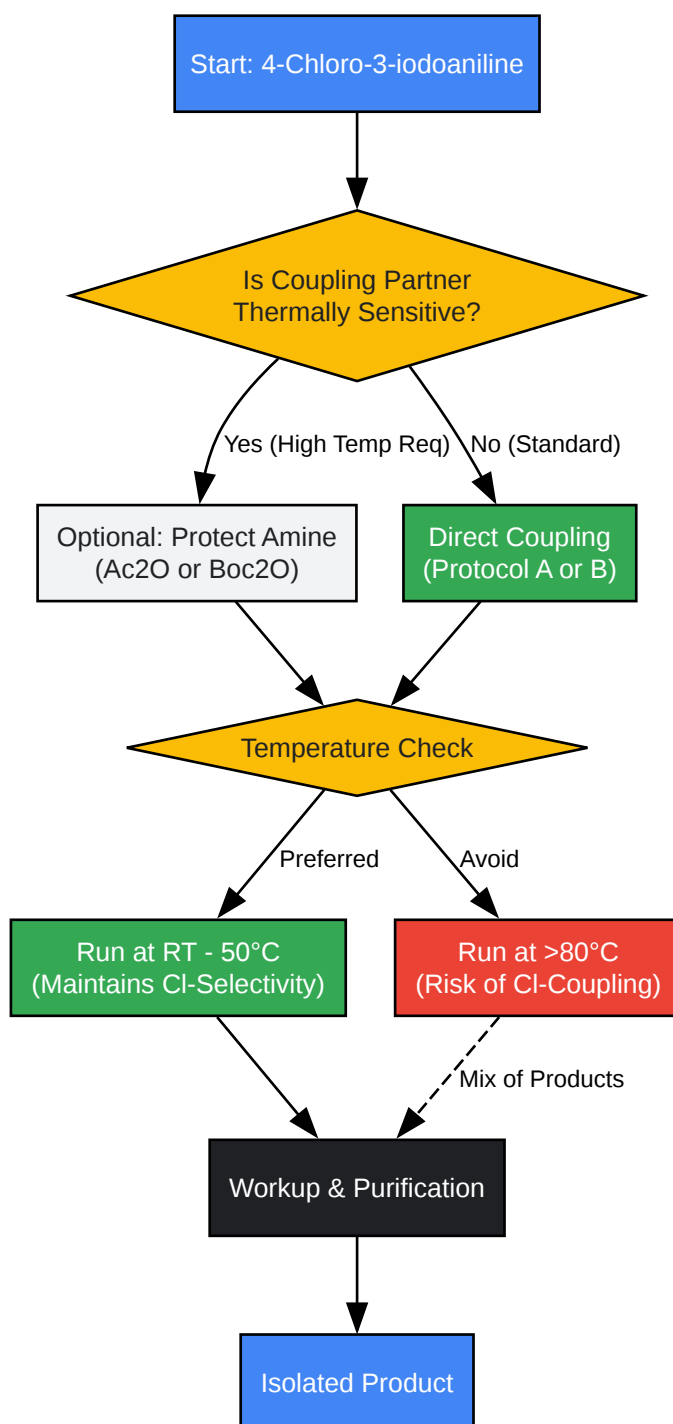 Start: 4-Chloro-3-iodoaniline
Is Coupling Partner
Thermally Sensitive?
Yes (High Temp Req)
No (Standard)
Optional: Protect Amine
(Ac2O or Boc2O)
Direct Coupling
(Protocol A or B)
Temperature Check
Preferred
Avoid
Run at RT - 50°C
(Maintains Cl-Selectivity)
Run at >80°C
(Risk of Cl-Coupling)
Mix of Products
Workup & Purification
Isolated Product